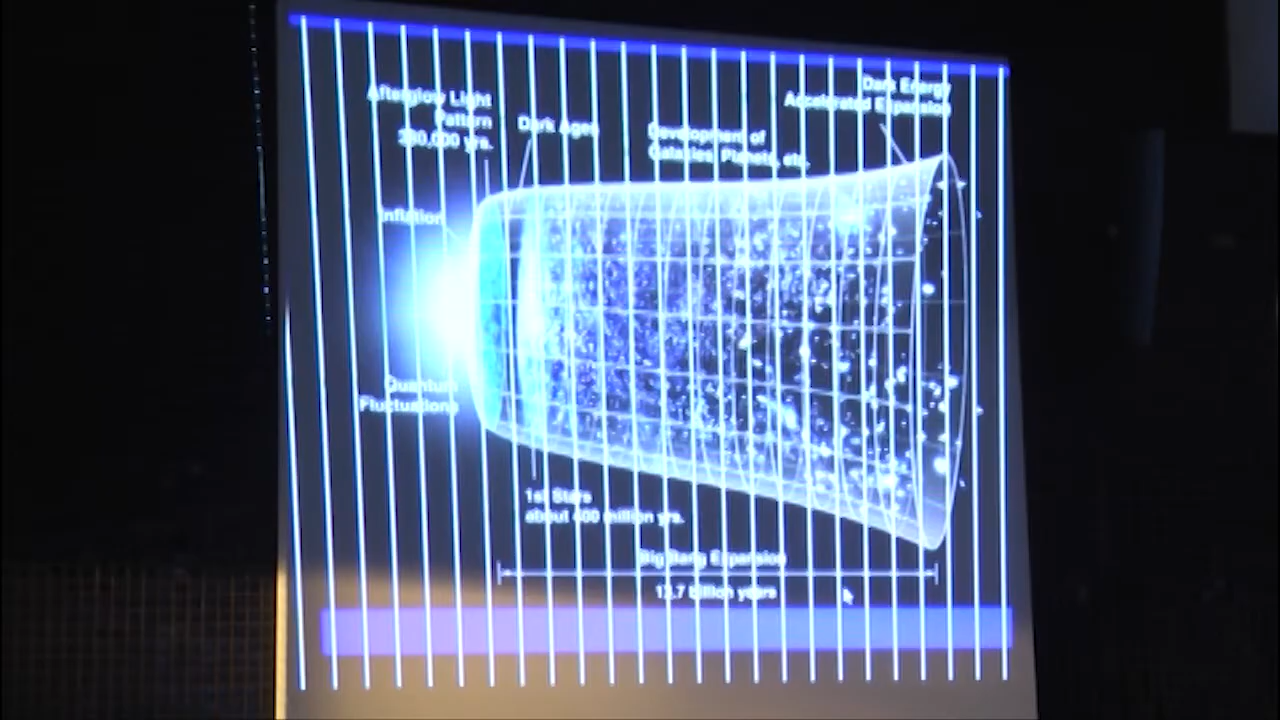 Dark Energy
Accelerated Expansion
Afterglow Light
Pattern
380,000 yrs.
Dark Ages
Development of
Galaxies, Planets, etc.
Inflation
Quantum
Fluctuations
1st Stars
about 400 million yrs.
Big Bang Expansion
13.7 billion years